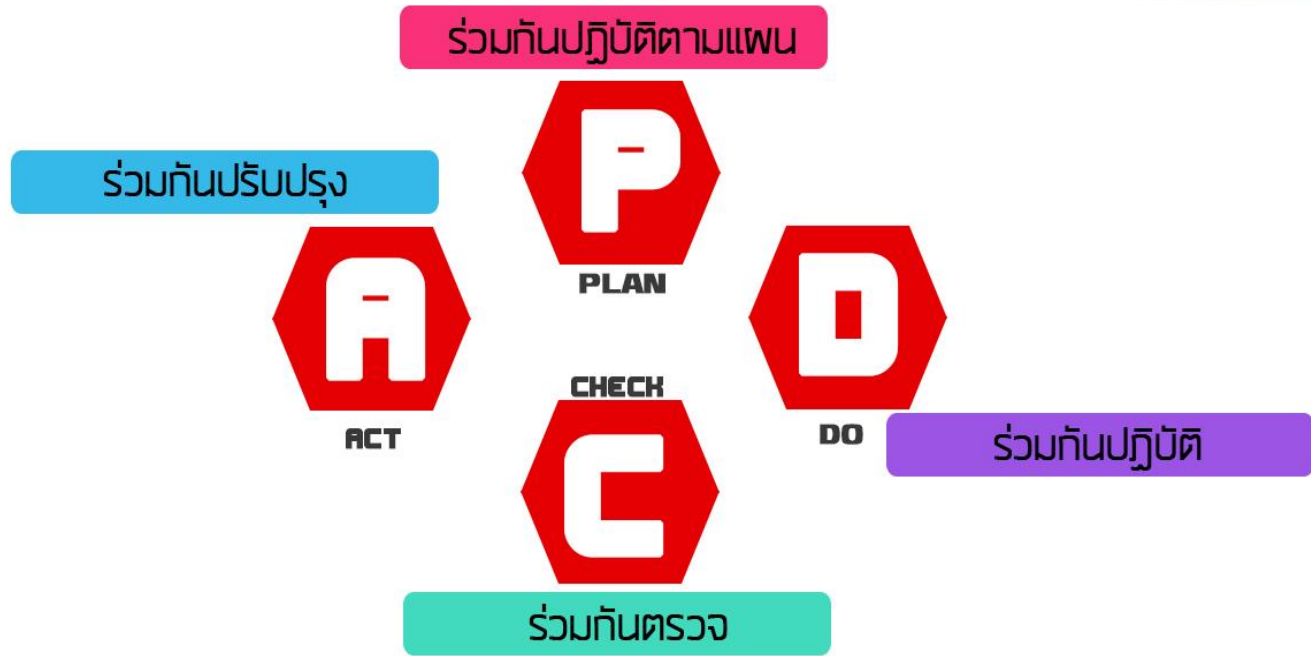 ร่วมกันปฏิบัติตามแผน
P
PLAN
ร่วมกันปรับปรุง
A
ACT
D
DO
ร่วมกันปฏิบัติ
CHECK
C
ร่วมกันตรวจ